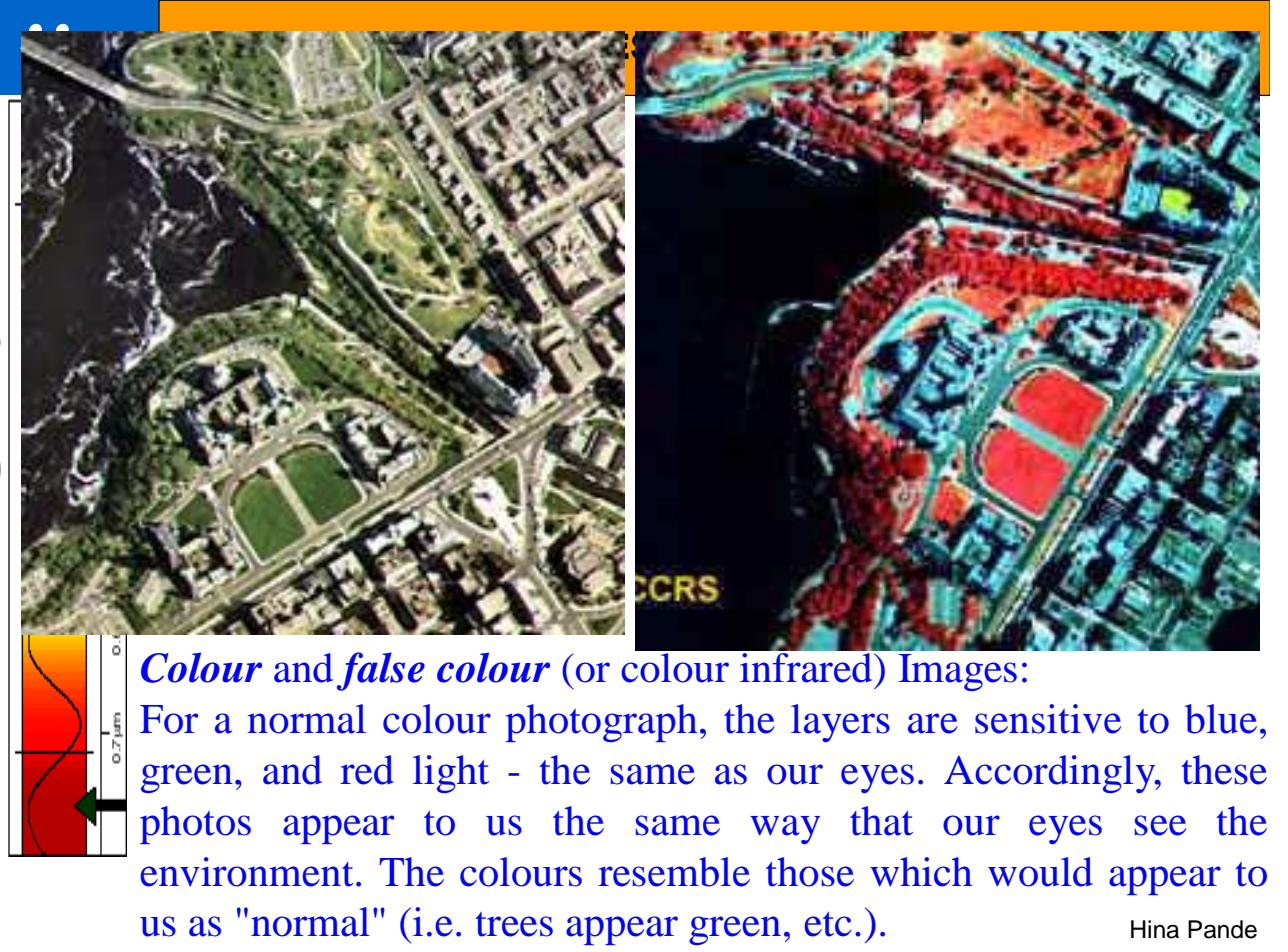 CCRS
0.7µm
Colour and false colour (or colour infrared) Images:
For a normal colour photograph, the layers are sensitive to blue,
green, and red light - the same as our eyes. Accordingly, these
photos appear to us the same way that our eyes see the
environment. The colours resemble those which would appear to
us as "normal" (i.e. trees appear green, etc.).
Hina Pande